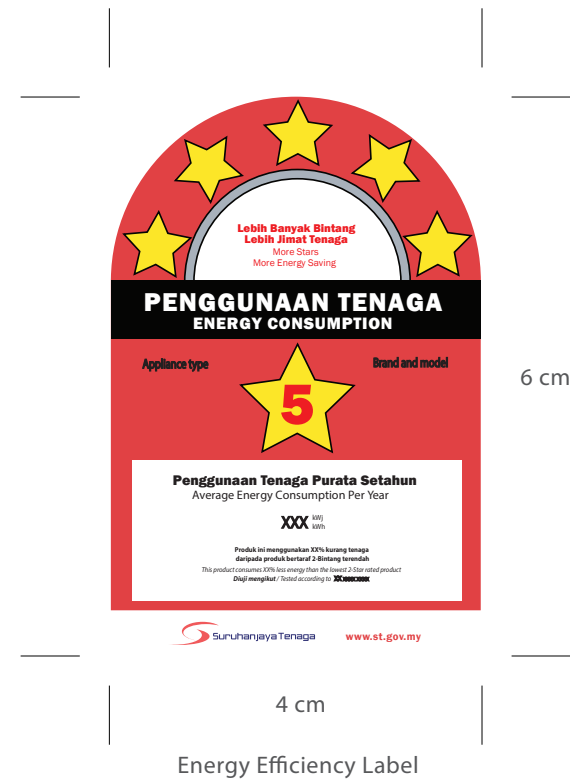 Lebih Banyak Bintang
Lebih Jimat Tenaga
More Stars
More Energy Saving
PENGGUNAAN TENAGA
ENERGY CONSUMPTION
Appliance type
Brand and model
5
6 cm
Penggunaan Tenaga Purata Setahun
Average Energy Consumption Per Year
XXX kWj
kWh
Produk ini menggunakan XX% kurang tenaga
daripada produk bertaraf 2-Bintang terendah
This product consumes XX% less energy than the lowest 2-Star rated product
Diuji mengikut / Tested according to
Suruhanjaya Tenaga
www.st.gov.my
4 cm
Energy Efficiency Label